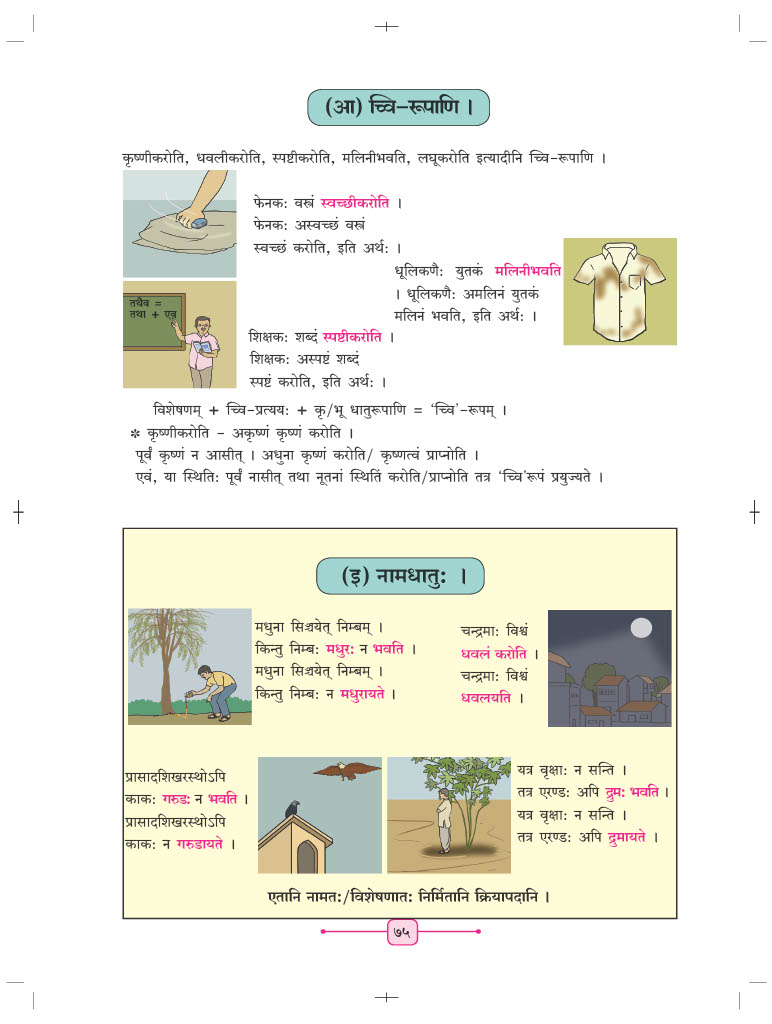 (आ) च्वि-रूपाणि ।
कृष्णीकरोति, धवलीकरोति, स्पष्टीकरोति, मलिनीभवति, लघूकरोति इत्यादीनि च्वि-रूपाणि ।
फेनकः वस्त्रं स्वच्छीकरोति ।
फेनकः अस्वच्छं वस्त्रं
स्वच्छं करोति, इति अर्थः ।
धूलिकणैः युतकं मलिनीभवति
। धूलिकणैः अमलिनं युतकं
मलिनं भवति, इति अर्थः ।
तथैव =
तथा + एव
शिक्षकः शब्दं स्पष्टीकरोति ।
शिक्षकः अस्पष्टं शब्दं
स्पष्टं करोति, इति अर्थः ।
विशेषणम् + च्वि-प्रत्ययः + कृ/भू धातुरूपाणि = ‘च्वि’-रूपम् ।
* कृष्णीकरोति - अकृष्णं कृष्णं करोति ।
पूर्वं कृष्णं न आसीत् । अधुना कृष्णं करोति/ कृष्णत्वं प्राप्नोति ।
एवं, या स्थितिः पूर्वं नासीत् तथा नूतनां स्थितिं करोति/प्राप्नोति तत्र ‘च्वि’रूपं प्रयुज्यते ।
(इ) नामधातुः ।
मधुना सिञ्चयेत् निम्बम् ।
किन्तु निम्बः मधुरः न भवति ।
मधुना सिञ्चयेत् निम्बम् ।
किन्तु निम्बः न मधुरायते ।
चन्द्रमाः विश्वं
धवलं करोति ।
चन्द्रमाः विश्वं
धवलयति ।
प्रासादशिखरस्थोऽपि
काकः गरुडः न भवति ।
प्रासादशिखरस्थोऽपि
काकः न गरुडायते ।
यत्र वृक्षाः न सन्ति ।
तत्र एरण्डः अपि द्रुमः भवति ।
यत्र वृक्षाः न सन्ति ।
तत्र एरण्डः अपि द्रुमायते ।
एतानि नामतः/विशेषणातः निर्मितानि क्रियापदानि ।
७५